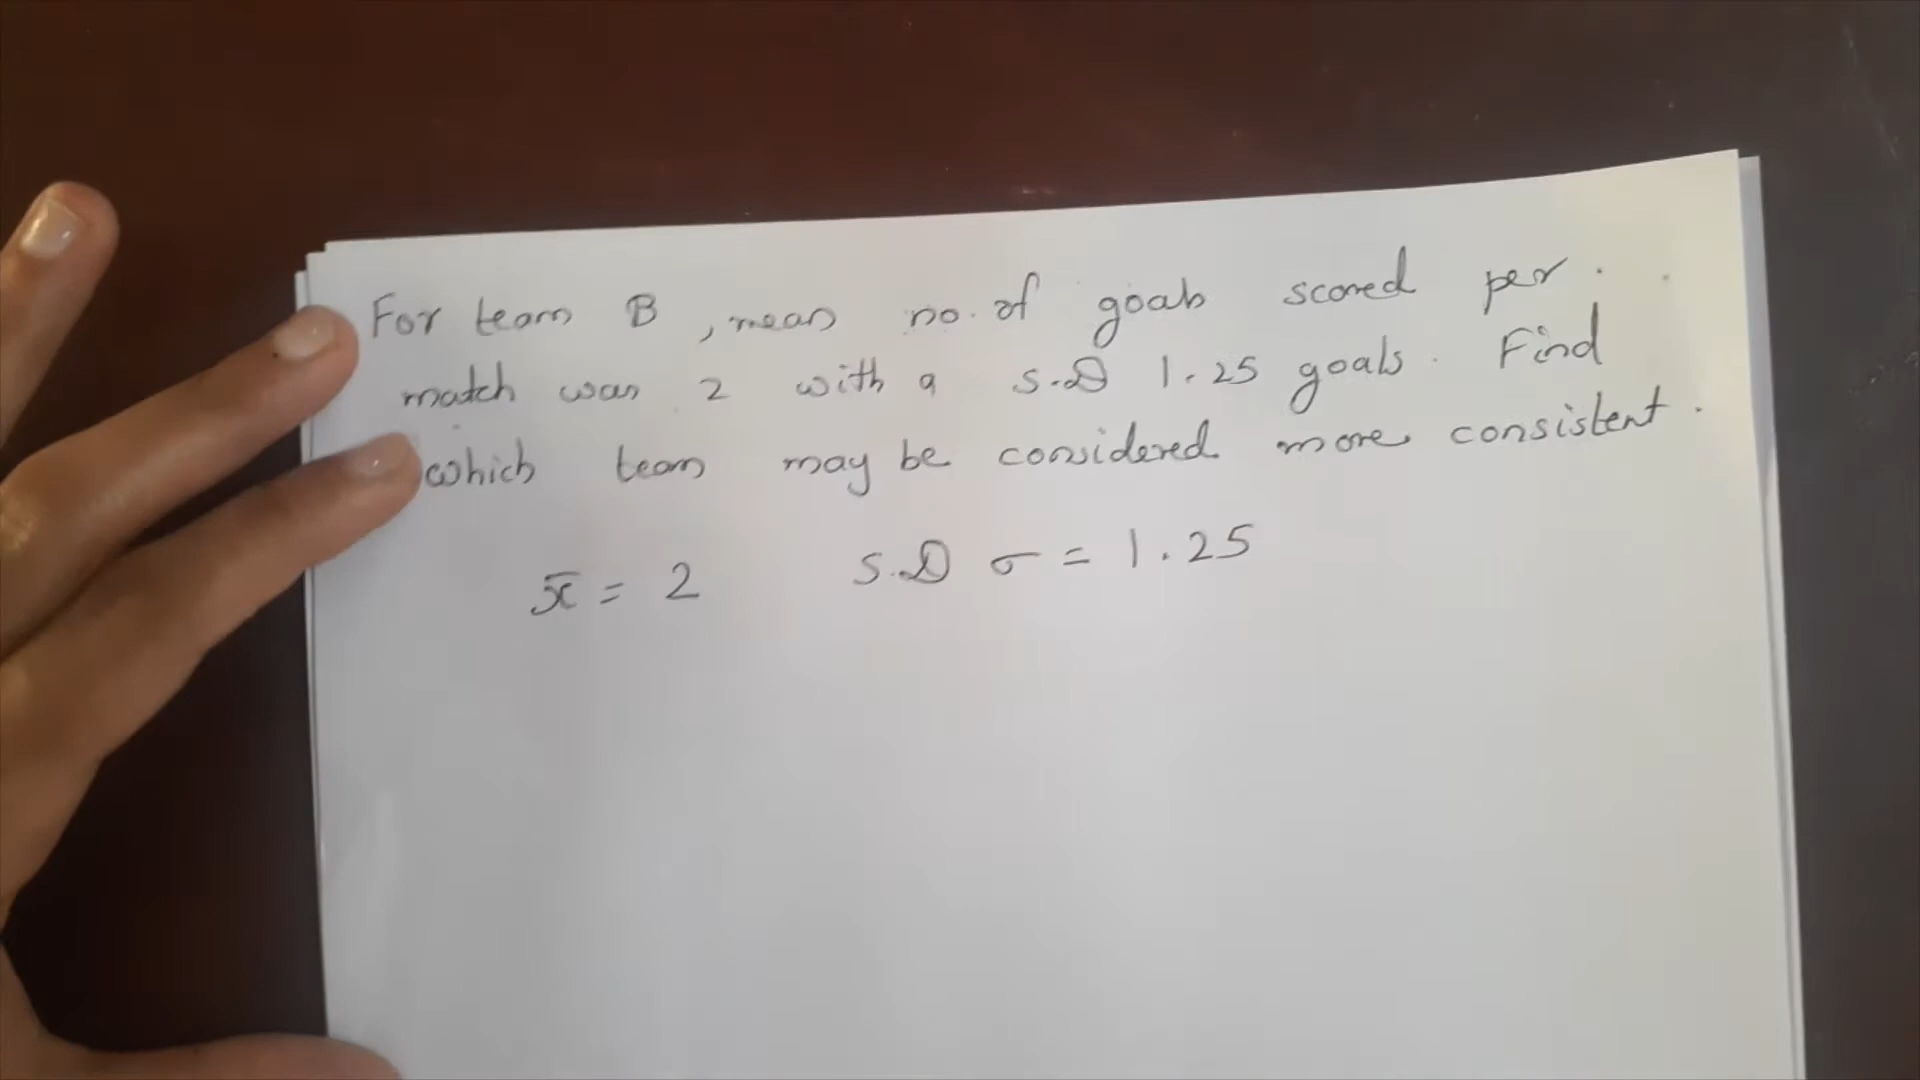 For team B, mean no. of goals scored per
match was 2 with a S.D 1.25 goals. Find
which team may be considered more consistent.
x̄ = 2 S.D σ = 1.25